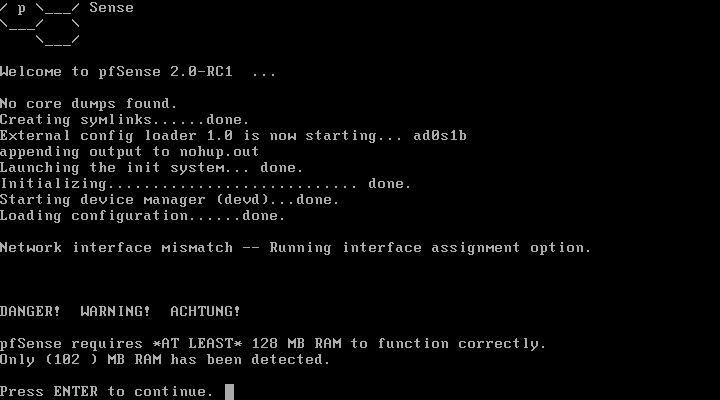 / p \___/ Sense
\___/   \
    \___/
Welcome to pfSense 2.0-RC1  ...
No core dumps found.
Creating symlinks......done.
External config loader 1.0 is now starting... ad0s1b
appending output to nohup.out
Launching the init system... done.
Initializing........................... done.
Starting device manager (devd)...done.
Loading configuration......done.
Network interface mismatch -- Running interface assignment option.
DANGER!  WARNING!  ACHTUNG!
pfSense requires *AT LEAST* 128 MB RAM to function correctly.
Only (102 ) MB RAM has been detected.
Press ENTER to continue.